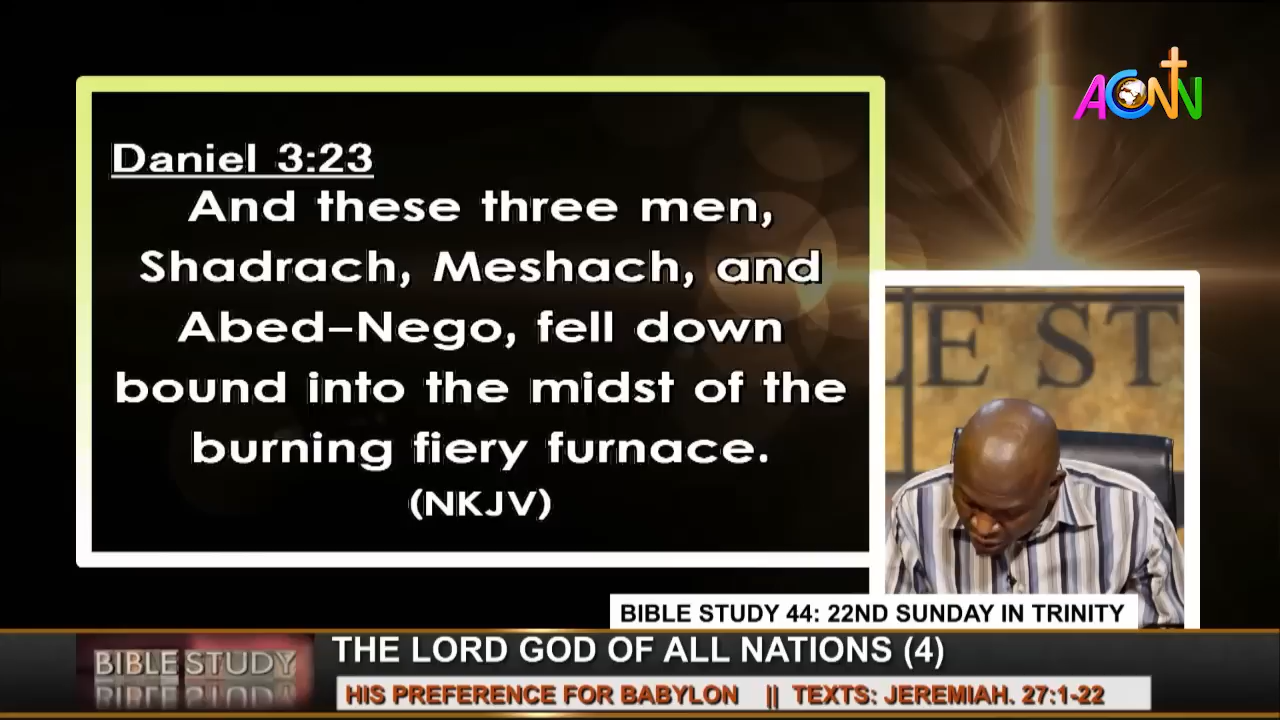 ACNN
Daniel 3:23
And these three men,
Shadrach, Meshach, and
Abed-Nego, fell down
bound into the midst of the
burning fiery furnace.
(NKJV)
LE ST
BIBLE STUDY 44: 22ND SUNDAY IN TRINITY
BIBLE STUDY
THE LORD GOD OF ALL NATIONS (4)
HIS PREFERENCE FOR BABYLON || TEXTS: JEREMIAH. 27:1-22